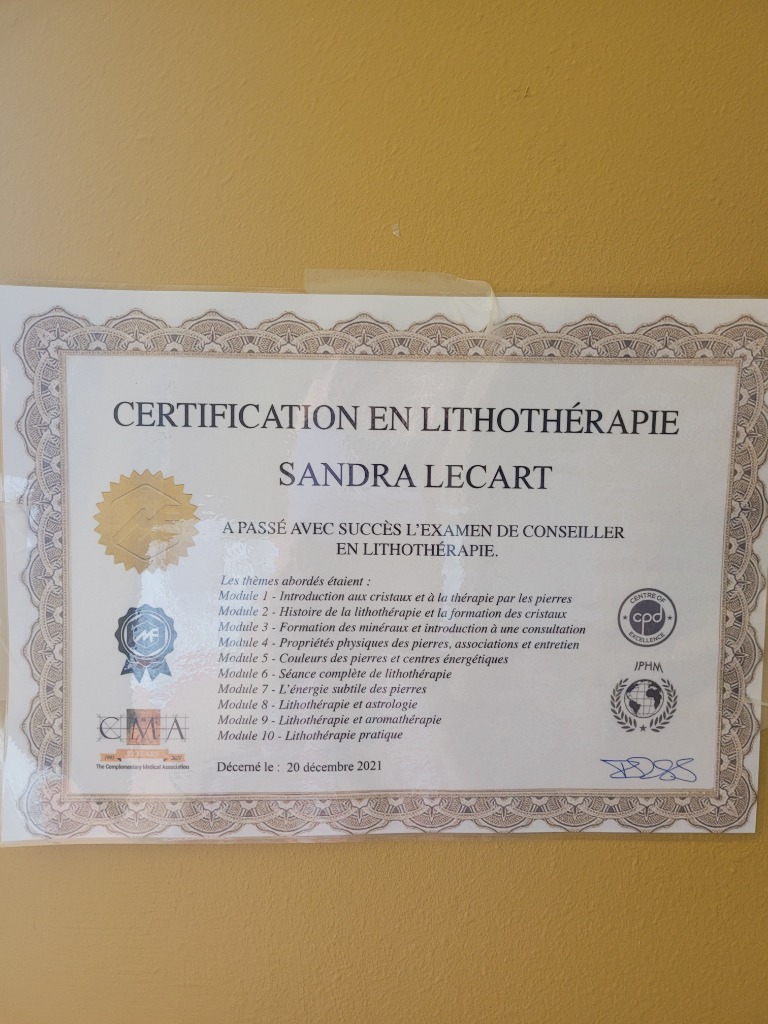 CERTIFICATION EN LITHOTHÉRAPIE
SANDRA LECART
A PASSÉ AVEC SUCCÈS L'EXAMEN DE CONSEILLER
EN LITHOTHÉRAPIE.
Les thèmes abordés étaient :
Module 1 - Introduction aux cristaux et à la thérapie par les pierres
Module 2 - Histoire de la lithothérapie et la formation des cristaux
Module 3 - Formation des minéraux et introduction à une consultation
Module 4 - Propriétés physiques des pierres, associations et entretien
Module 5 - Couleurs des pierres et centres énergétiques
Module 6 - Séance complète de lithothérapie
Module 7 - L'énergie subtile des pierres
Module 8 - Lithothérapie et astrologie
Module 9 - Lithothérapie et aromathérapie
Module 10 - Lithothérapie pratique
Décerné le : 20 décembre 2021
CMA
The Complementary Medical Association
CENTRE OF
cpd
EXCELLENCE
IPHM